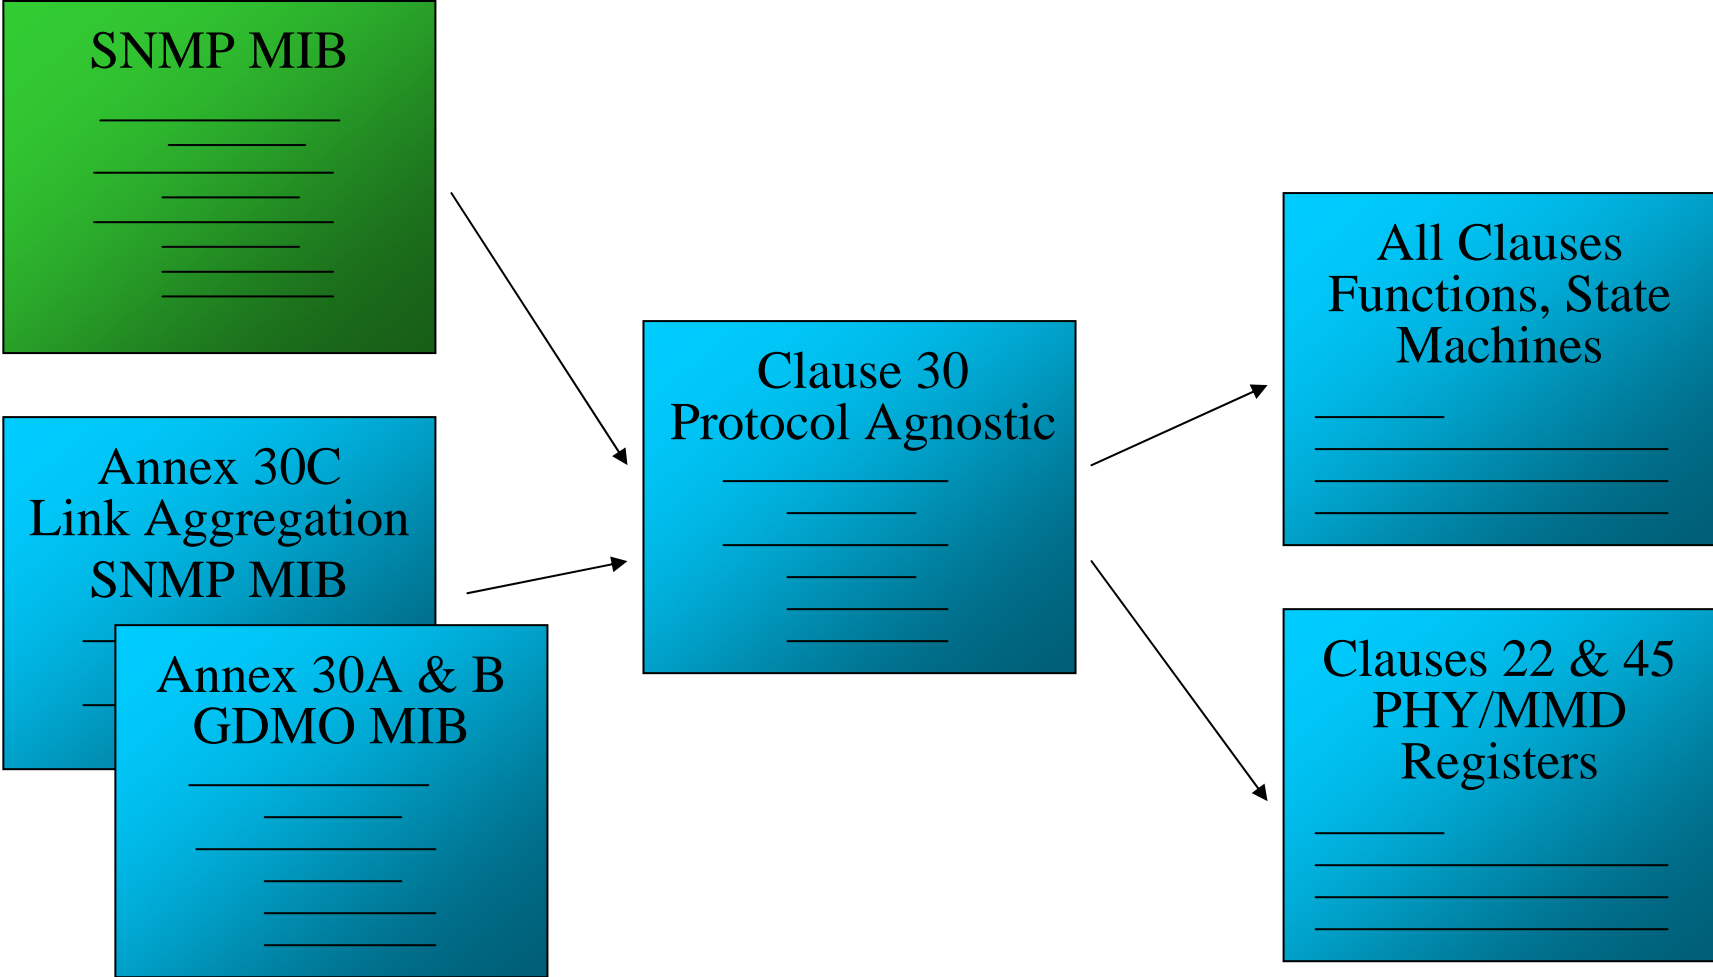 SNMP MIB
Annex 30C
Link Aggregation
SNMP MIB
Annex 30A & B
GDMO MIB
Clause 30
Protocol Agnostic
All Clauses
Functions, State
Machines
Clauses 22 & 45
PHY/MMD
Registers